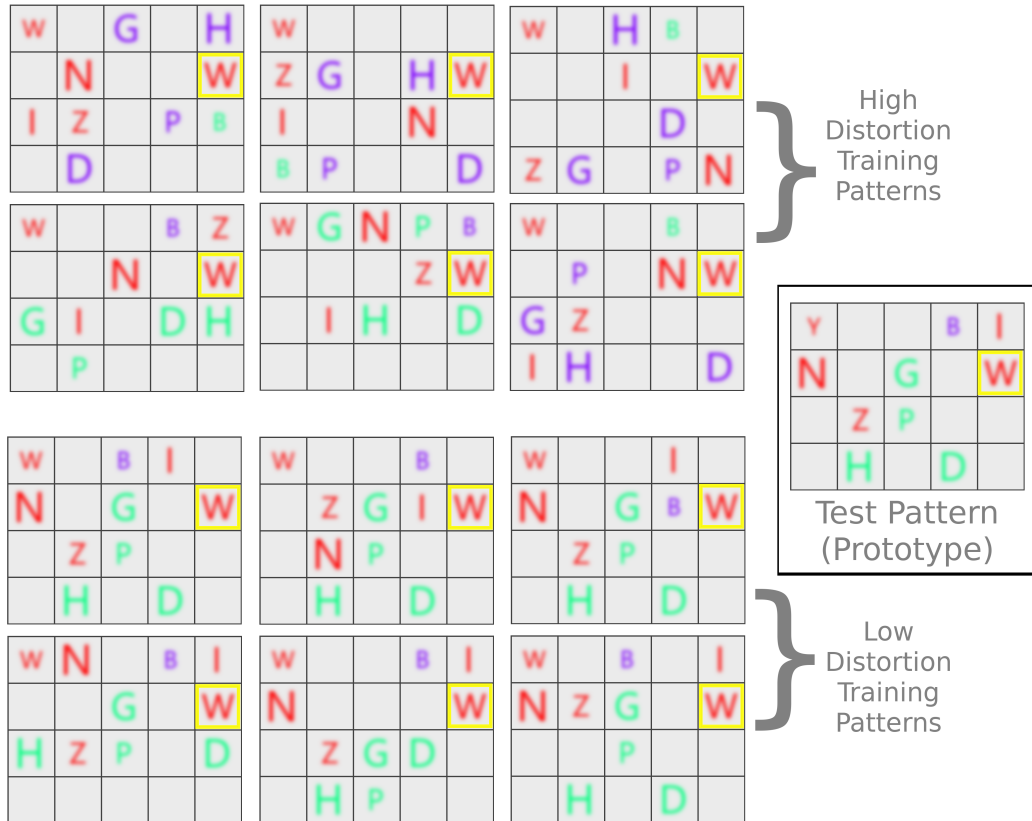 W G H
N W
I Z P B
D
W
Z G H W
I N
B P D
W H B
I W
D
Z G P N
High
Distortion
Training
Patterns
W B Z
N W
G I D H
P
W G N P B
Z W
I H D
W B
P N W
G Z
I H D
Y B I
N G W
Z P
H D
Test Pattern
(Prototype)
W B I
N G W
Z P
H D
W B
Z G I W
N P
H D
W I
N G B W
Z P
H D
W N B I
G W
H Z P D
W B I
N W
Z G D
H P
W B I
N Z G W
P
H D
Low
Distortion
Training
Patterns